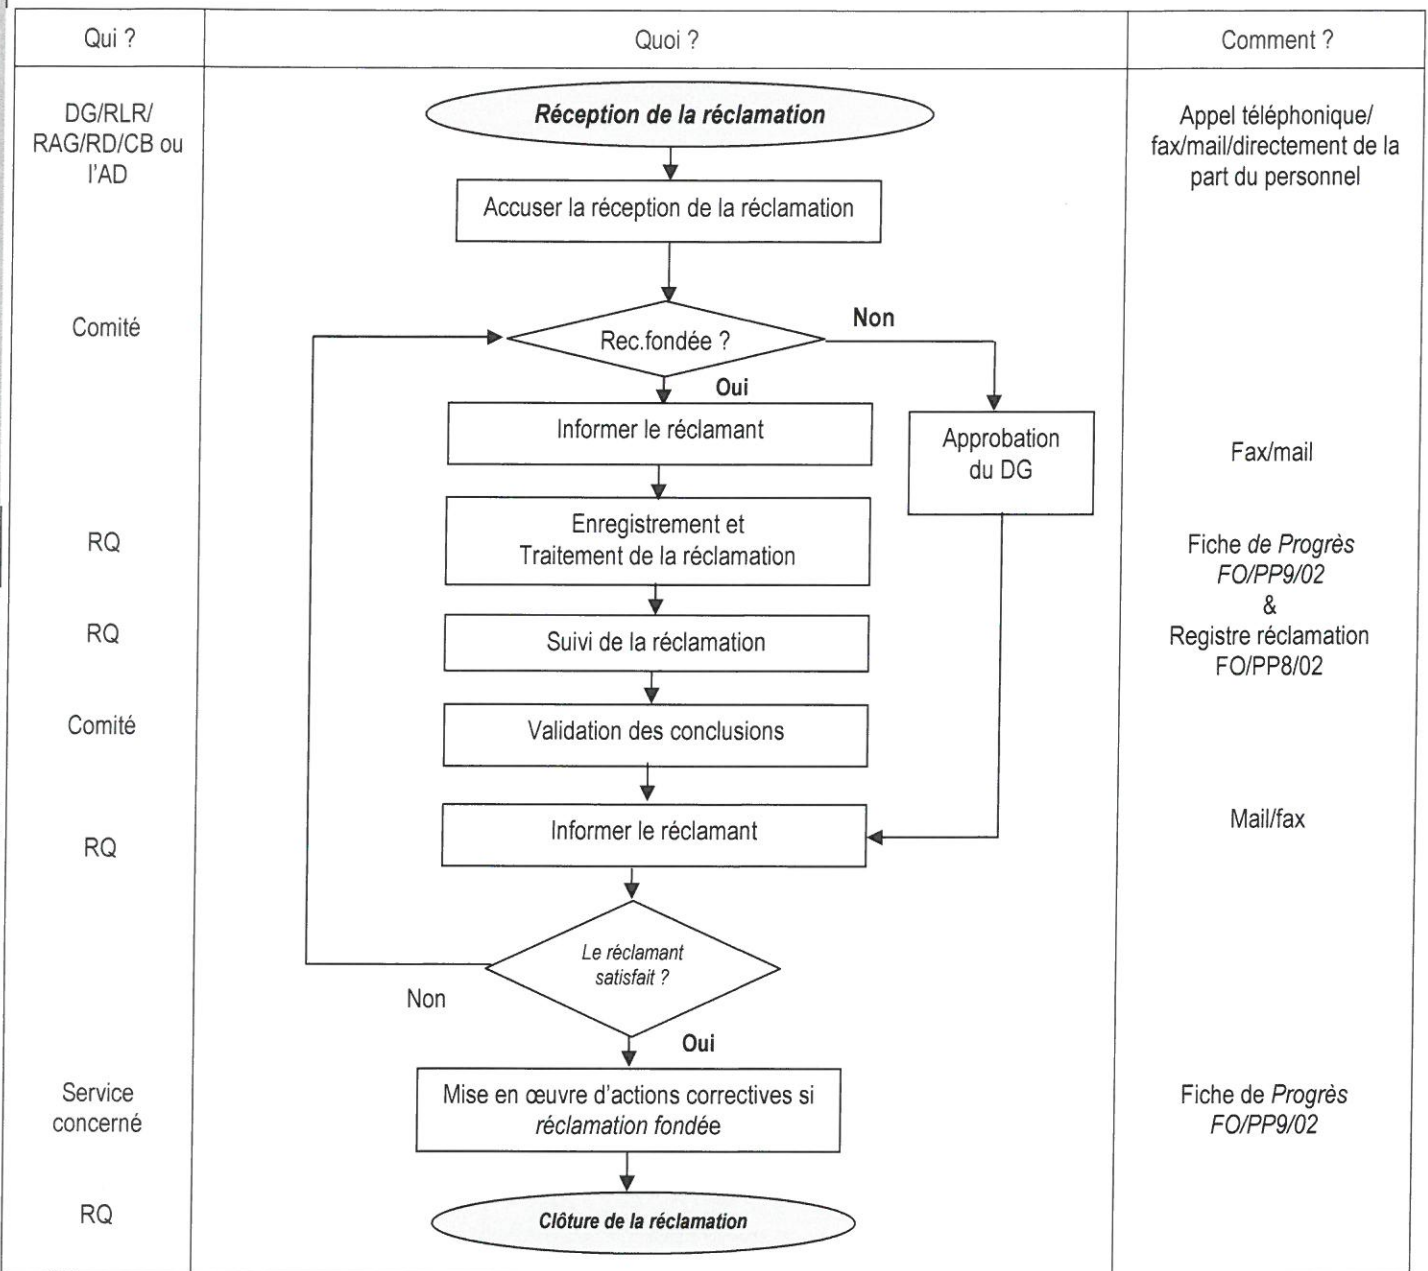 Qui ?
Quoi ?
Comment ?
DG/RLR/
RAG/RD/CB ou
l'AD
Réception de la réclamation
Appel téléphonique/
fax/mail/directement de la
part du personnel
Accuser la réception de la réclamation
Comité
Rec.fondée ?
Non
Oui
Informer le réclamant
Approbation
du DG
Fax/mail
RQ
Enregistrement et
Traitement de la réclamation
Fiche de Progrès
FO/PP9/02
&
Registre réclamation
FO/PP8/02
RQ
Suivi de la réclamation
Comité
Validation des conclusions
RQ
Informer le réclamant
Mail/fax
Le réclamant
satisfait ?
Non
Oui
Service
concerné
Mise en œuvre d'actions correctives si
réclamation fondée
Fiche de Progrès
FO/PP9/02
RQ
Clôture de la réclamation